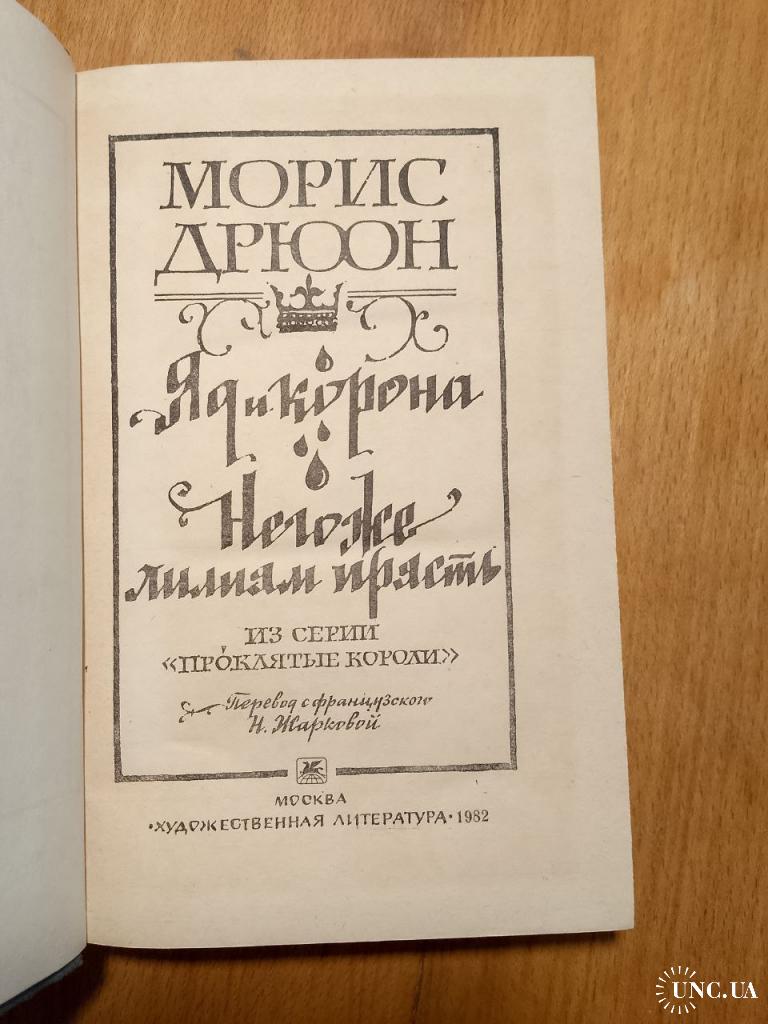 МОРИС
ДРЮОН
Яд и корона
Негоже
лилиям прясть
ИЗ СЕРИИ
«ПРОКЛЯТЫЕ КОРОЛИ»
Перевод с французского
Н. Жарковой
МОСКВА
·ХУДОЖЕСТВЕННАЯ ЛИТЕРАТУРА· 1982
UNC.UA